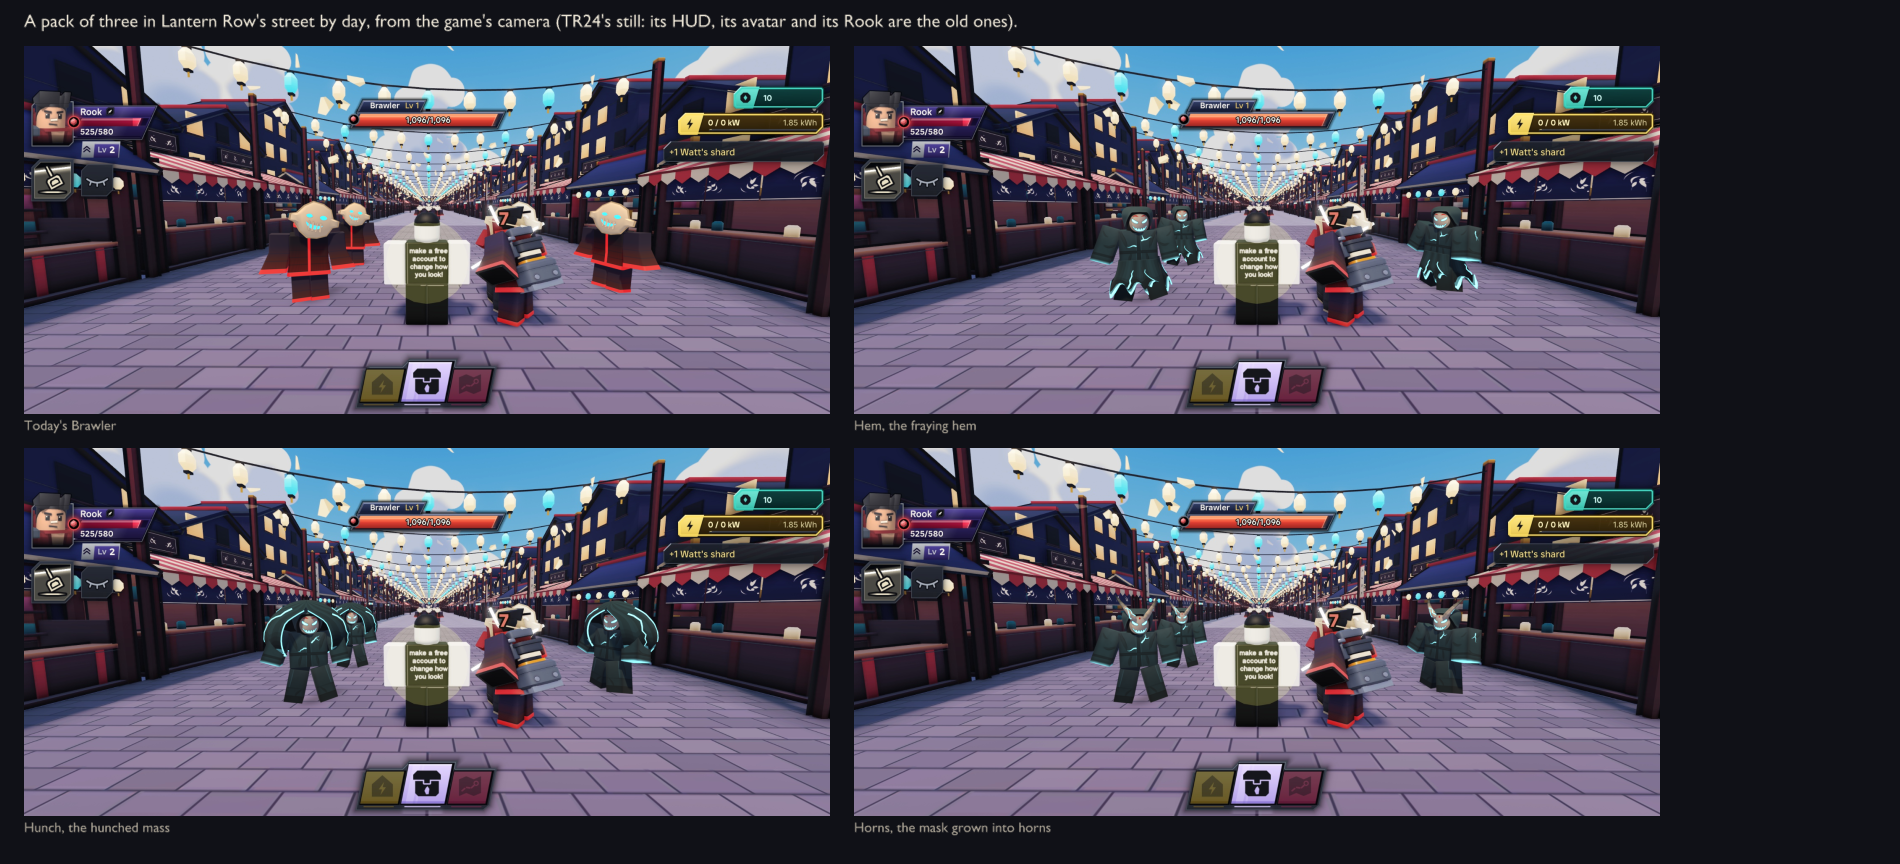 A pack of three in Lantern Row's street by day, from the game's camera (TR24's still: its HUD, its avatar and its Rook are the old ones).
Rook
525/580
Lv 2
Brawler Lv 1
1,096/1,096
10
0 / 0 kW 1.85 kWh
+1 Watt's shard
7
make a free
account to
change how
you look!
Today's Brawler
Rook
525/580
Lv 2
Brawler Lv 1
1,096/1,096
10
0 / 0 kW 1.85 kWh
+1 Watt's shard
7
make a free
account to
change how
you look!
Hem, the fraying hem
Rook
525/580
Lv 2
Brawler Lv 1
1,096/1,096
10
0 / 0 kW 1.85 kWh
+1 Watt's shard
7
make a free
account to
change how
you look!
Hunch, the hunched mass
Rook
525/580
Lv 2
Brawler Lv 1
1,096/1,096
10
0 / 0 kW 1.85 kWh
+1 Watt's shard
7
make a free
account to
change how
you look!
Horns, the mask grown into horns